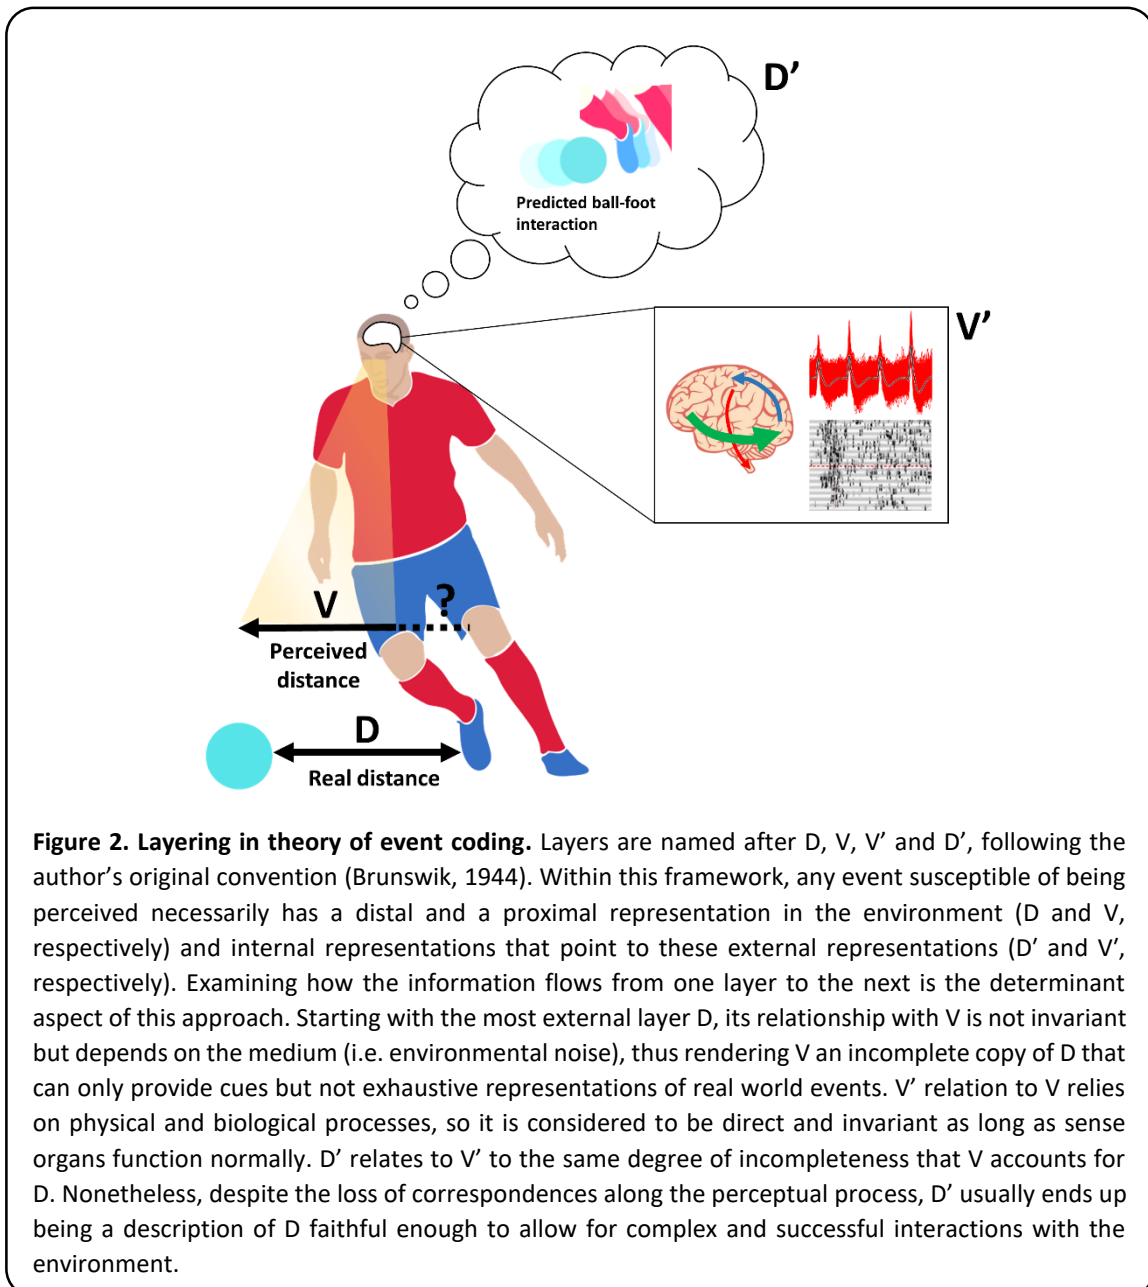 D’
Predicted ball-foot
interaction
V’
V
?
Perceived
distance
D
Real distance
Figure 2. Layering in theory of event coding. Layers are named after D, V, V’ and D’, following the
author’s original convention (Brunswik, 1944). Within this framework, any event susceptible of being
perceived necessarily has a distal and a proximal representation in the environment (D and V,
respectively) and internal representations that point to these external representations (D’ and V’,
respectively). Examining how the information flows from one layer to the next is the determinant
aspect of this approach. Starting with the most external layer D, its relationship with V is not invariant
but depends on the medium (i.e. environmental noise), thus rendering V an incomplete copy of D that
can only provide cues but not exhaustive representations of real world events. V’ relation to V relies
on physical and biological processes, so it is considered to be direct and invariant as long as sense
organs function normally. D’ relates to V’ to the same degree of incompleteness that V accounts for
D. Nonetheless, despite the loss of correspondences along the perceptual process, D’ usually ends up
being a description of D faithful enough to allow for complex and successful interactions with the
environment.